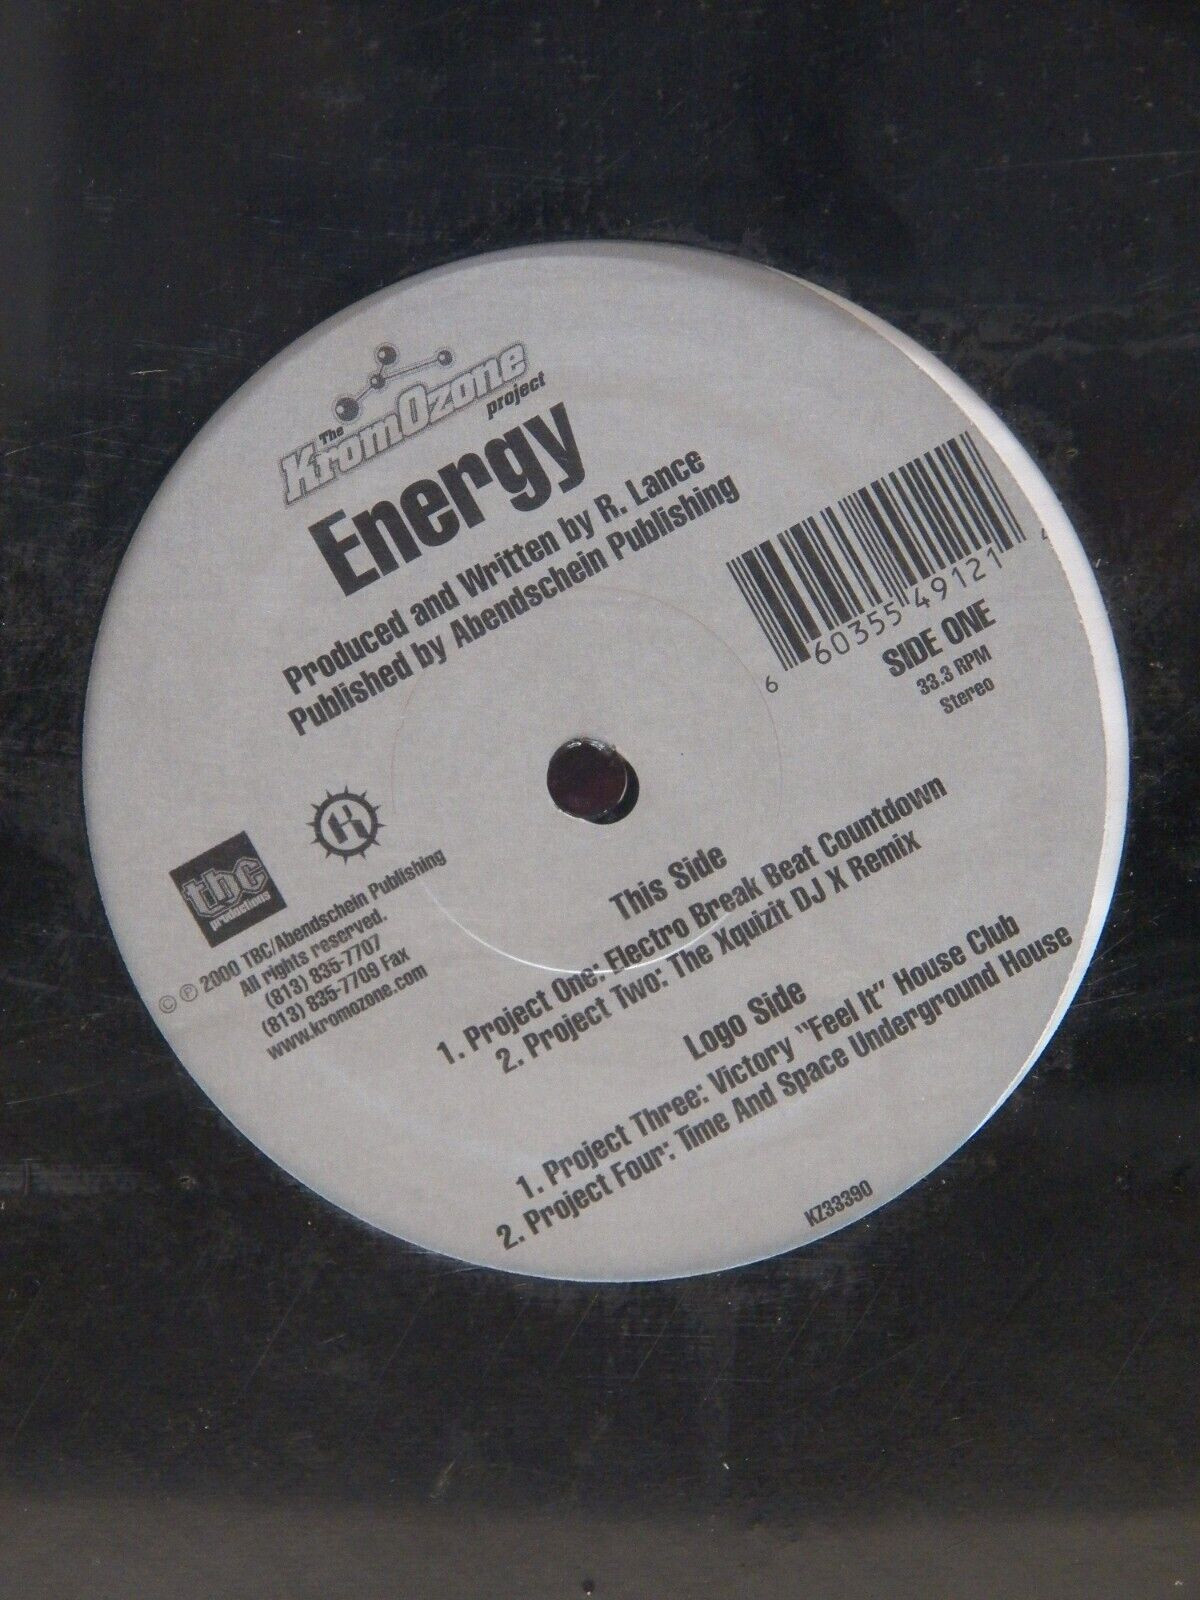 The
KromOzone
project
Energy
Produced and Written by R. Lance
Published by Abendschein Publishing
6 60355 49121 4
SIDE ONE
33.3 RPM
Stereo
K
productions
© ℗ 2000 TBC/Abendschein Publishing
All rights reserved.
(813) 835-7707
(813) 835-7709 Fax
www.kromozone.com
This Side
1. Project One: Electro Break Beat Countdown
2. Project Two: The Xquizit DJ X Remix
Logo Side
1. Project Three: Victory "Feel It" House Club
2. Project Four: Time And Space Underground House
KZ33390